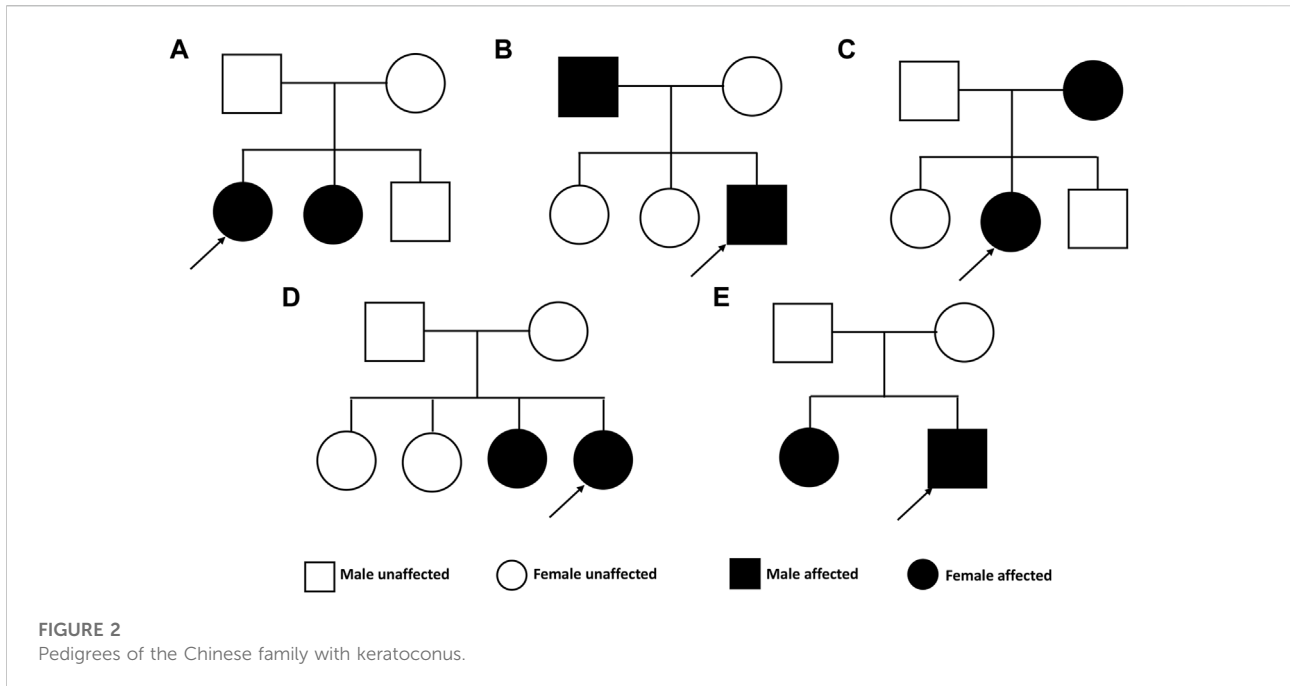 A
B
C
D
E
Male unaffected
Female unaffected
Male affected
Female affected
FIGURE 2
Pedigrees of the Chinese family with keratoconus.